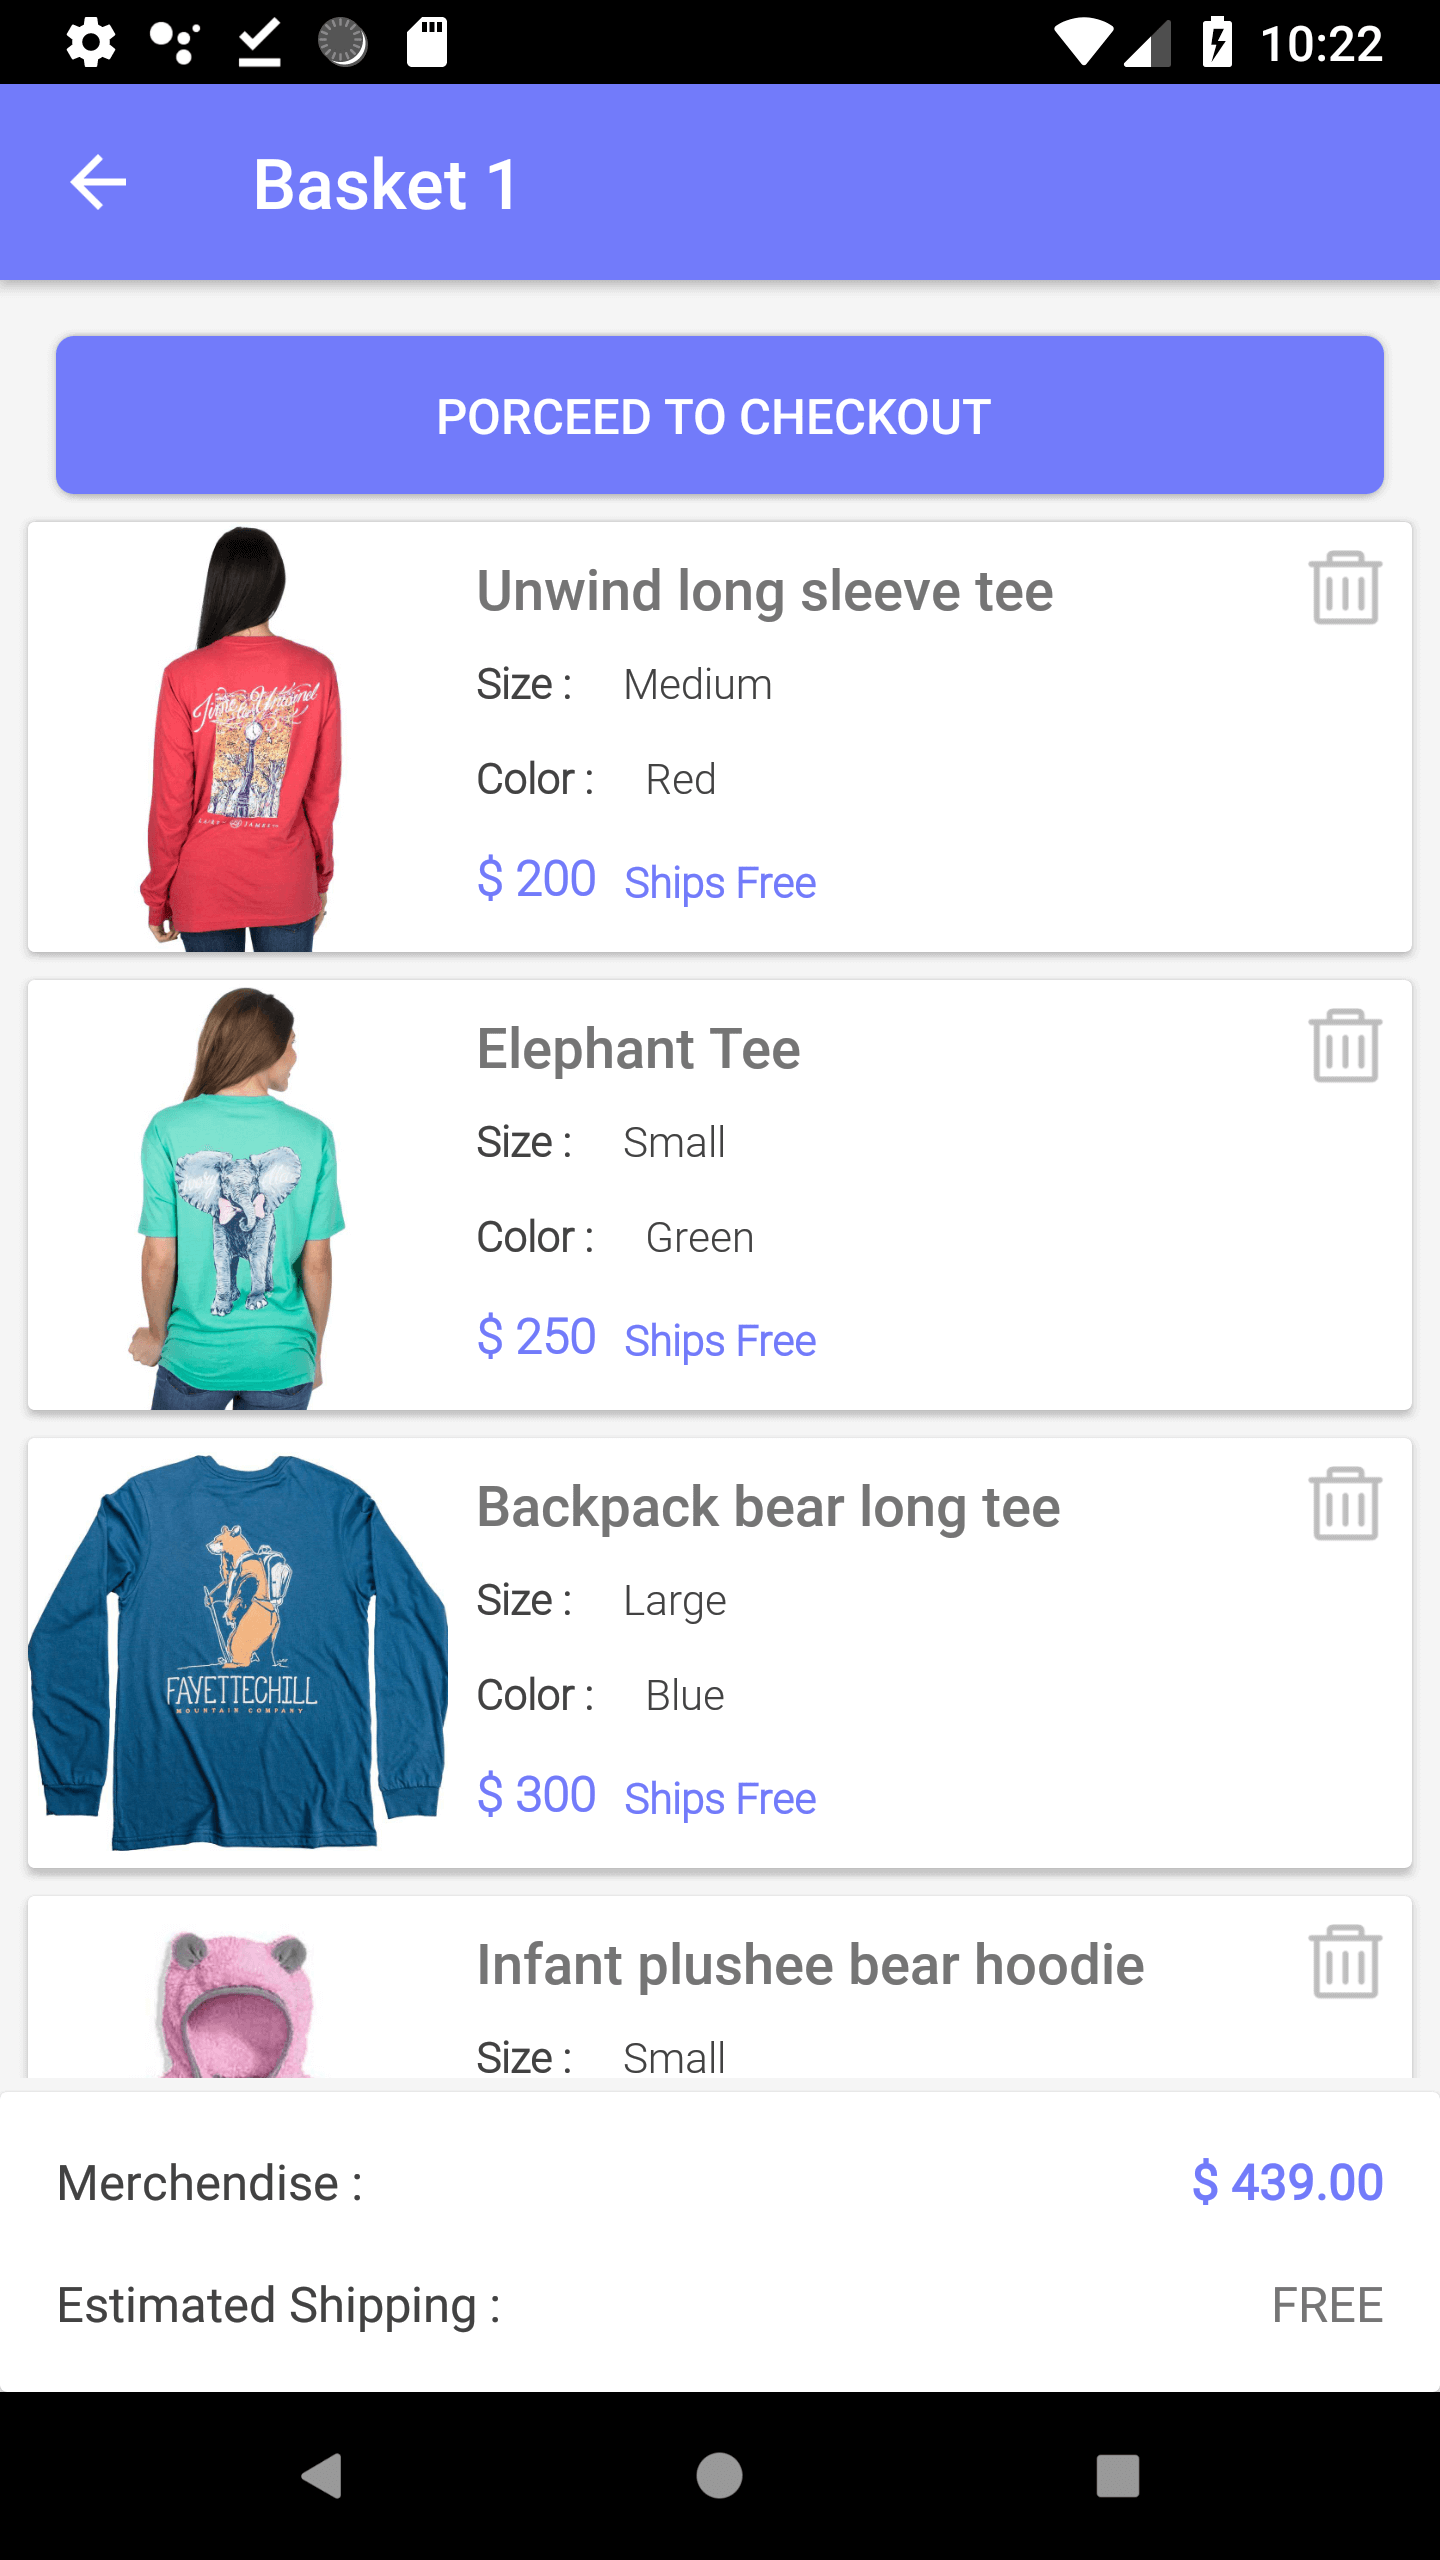 10:22
Basket 1
PORCEED TO CHECKOUT
Unwind long sleeve tee
Size : Medium
Color : Red
$ 200 Ships Free
Elephant Tee
Size : Small
Color : Green
$ 250 Ships Free
Backpack bear long tee
Size : Large
Color : Blue
$ 300 Ships Free
FAYETTECHILL
MOUNTAIN COMPANY
Infant plushee bear hoodie
Size : Small
Merchendise : $ 439.00
Estimated Shipping : FREE